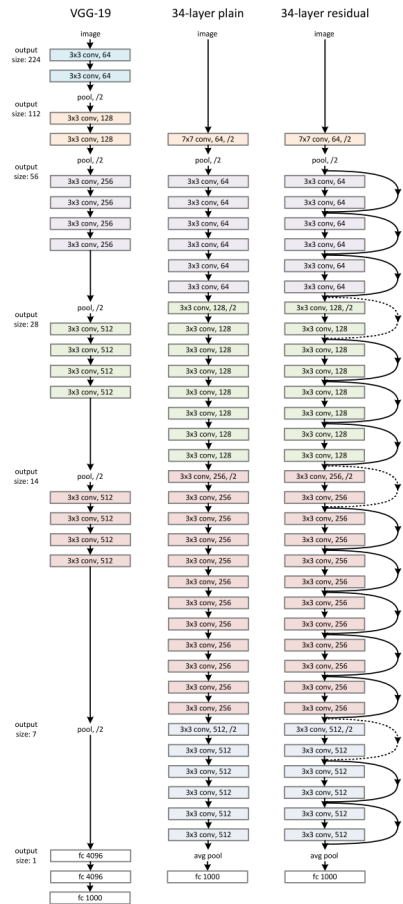 VGG-19
34-layer plain
34-layer residual
output
size: 224
output
size: 112
output
size: 56
output
size: 28
output
size: 14
output
size: 7
output
size: 1
image
3x3 conv, 64
3x3 conv, 64
pool, /2
3x3 conv, 128
3x3 conv, 128
pool, /2
3x3 conv, 256
3x3 conv, 256
3x3 conv, 256
3x3 conv, 256
pool, /2
3x3 conv, 512
3x3 conv, 512
3x3 conv, 512
3x3 conv, 512
pool, /2
3x3 conv, 512
3x3 conv, 512
3x3 conv, 512
3x3 conv, 512
pool, /2
fc 4096
fc 4096
fc 1000
image
7x7 conv, 64, /2
pool, /2
3x3 conv, 64
3x3 conv, 64
3x3 conv, 64
3x3 conv, 64
3x3 conv, 64
3x3 conv, 64
3x3 conv, 128, /2
3x3 conv, 128
3x3 conv, 128
3x3 conv, 128
3x3 conv, 128
3x3 conv, 128
3x3 conv, 128
3x3 conv, 128
3x3 conv, 256, /2
3x3 conv, 256
3x3 conv, 256
3x3 conv, 256
3x3 conv, 256
3x3 conv, 256
3x3 conv, 256
3x3 conv, 256
3x3 conv, 256
3x3 conv, 256
3x3 conv, 256
3x3 conv, 256
3x3 conv, 512, /2
3x3 conv, 512
3x3 conv, 512
3x3 conv, 512
3x3 conv, 512
3x3 conv, 512
avg pool
fc 1000
image
7x7 conv, 64, /2
pool, /2
3x3 conv, 64
3x3 conv, 64
3x3 conv, 64
3x3 conv, 64
3x3 conv, 64
3x3 conv, 64
3x3 conv, 128, /2
3x3 conv, 128
3x3 conv, 128
3x3 conv, 128
3x3 conv, 128
3x3 conv, 128
3x3 conv, 128
3x3 conv, 128
3x3 conv, 256, /2
3x3 conv, 256
3x3 conv, 256
3x3 conv, 256
3x3 conv, 256
3x3 conv, 256
3x3 conv, 256
3x3 conv, 256
3x3 conv, 256
3x3 conv, 256
3x3 conv, 256
3x3 conv, 256
3x3 conv, 512, /2
3x3 conv, 512
3x3 conv, 512
3x3 conv, 512
3x3 conv, 512
3x3 conv, 512
avg pool
fc 1000